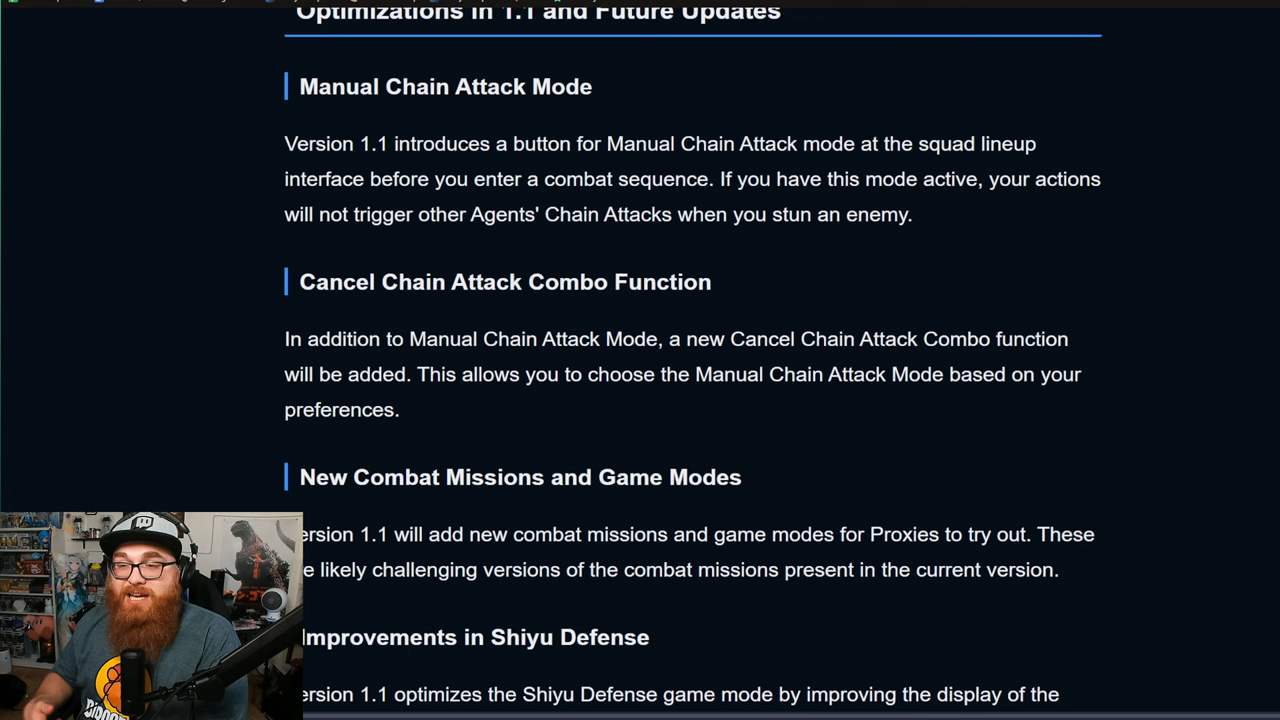 Optimizations in 1.1 and Future Updates
Manual Chain Attack Mode
Version 1.1 introduces a button for Manual Chain Attack mode at the squad lineup
interface before you enter a combat sequence. If you have this mode active, your actions
will not trigger other Agents' Chain Attacks when you stun an enemy.
Cancel Chain Attack Combo Function
In addition to Manual Chain Attack Mode, a new Cancel Chain Attack Combo function
will be added. This allows you to choose the Manual Chain Attack Mode based on your
preferences.
New Combat Missions and Game Modes
ersion 1.1 will add new combat missions and game modes for Proxies to try out. These
e likely challenging versions of the combat missions present in the current version.
Improvements in Shiyu Defense
ersion 1.1 optimizes the Shiyu Defense game mode by improving the display of the